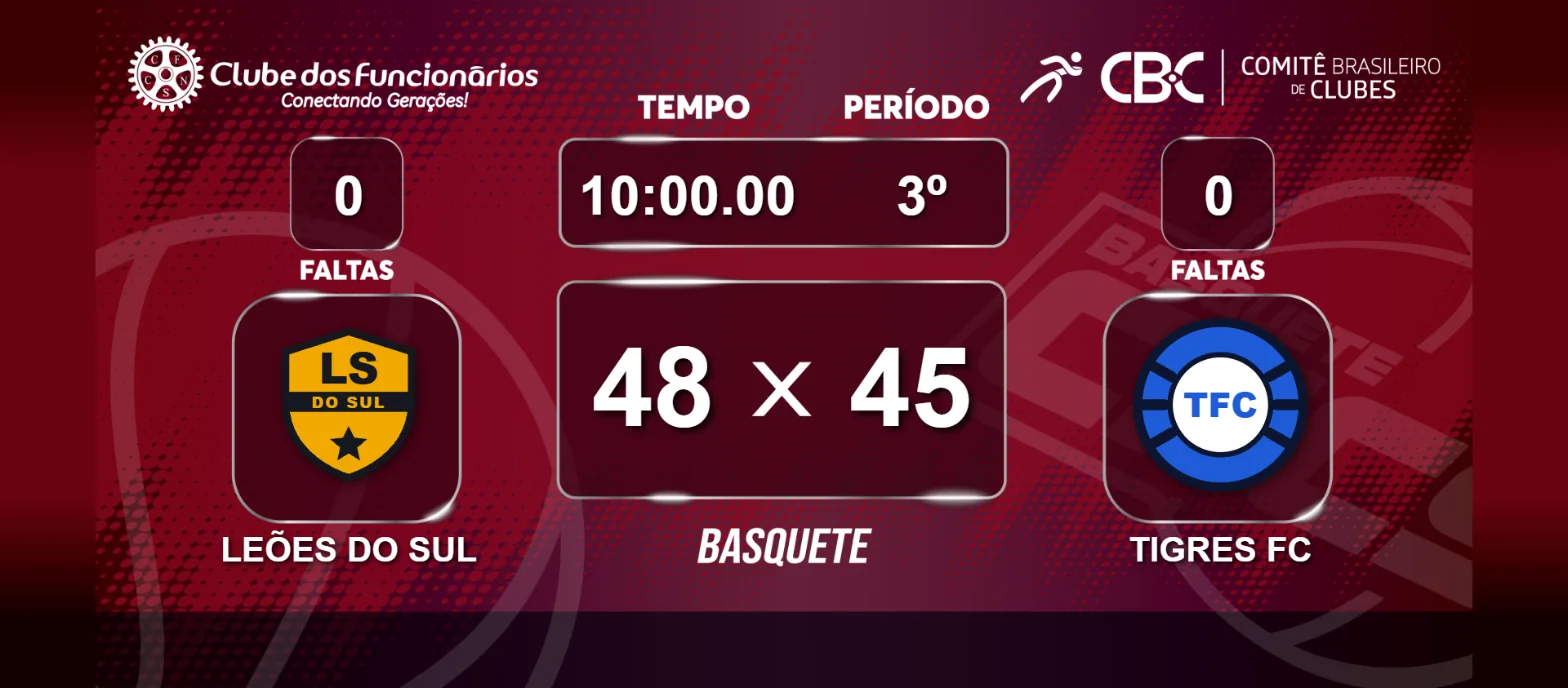 C F C N S
Clube dos Funcionários
Conectando Gerações!
CBC
COMITÊ BRASILEIRO
DE CLUBES
TEMPO PERÍODO
0
10:00.00 3º
0
FALTAS
FALTAS
BASQUETE
LS
DO SUL
48 X 45
TFC
LEÕES DO SUL
BASQUETE
TIGRES FC